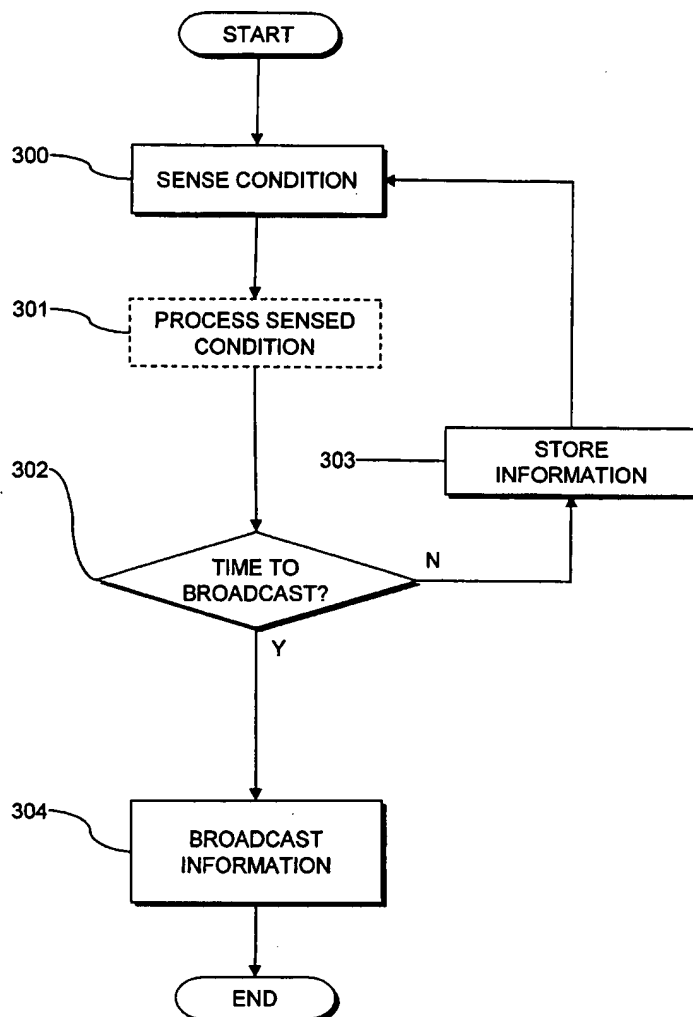 START
300
SENSE CONDITION
301
PROCESS SENSED
CONDITION
302
303
STORE
INFORMATION
TIME TO
BROADCAST?
N
Y
304
BROADCAST
INFORMATION
END